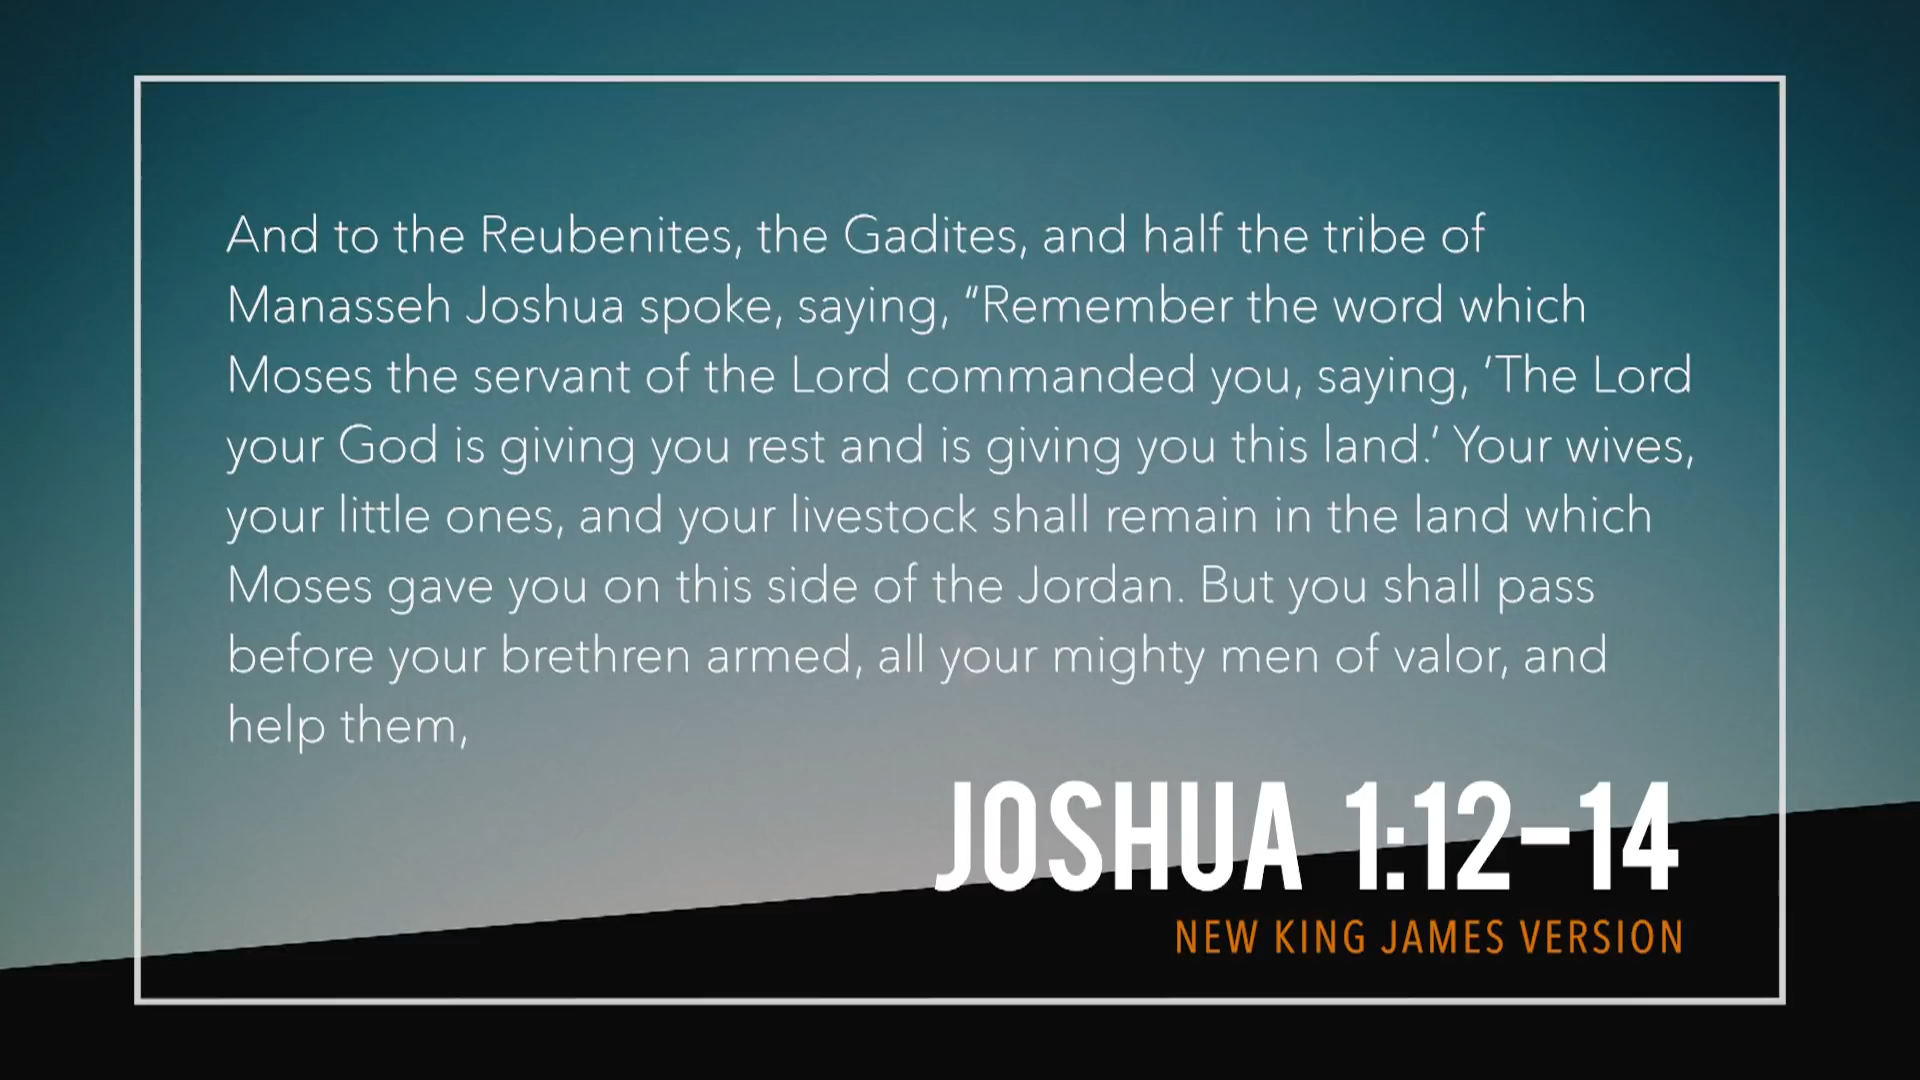 And to the Reubenites, the Gadites, and half the tribe of
Manasseh Joshua spoke, saying, “Remember the word which
Moses the servant of the Lord commanded you, saying, ‘The Lord
your God is giving you rest and is giving you this land.’ Your wives,
your little ones, and your livestock shall remain in the land which
Moses gave you on this side of the Jordan. But you shall pass
before your brethren armed, all your mighty men of valor, and
help them,
JOSHUA 1:12–14
NEW KING JAMES VERSION